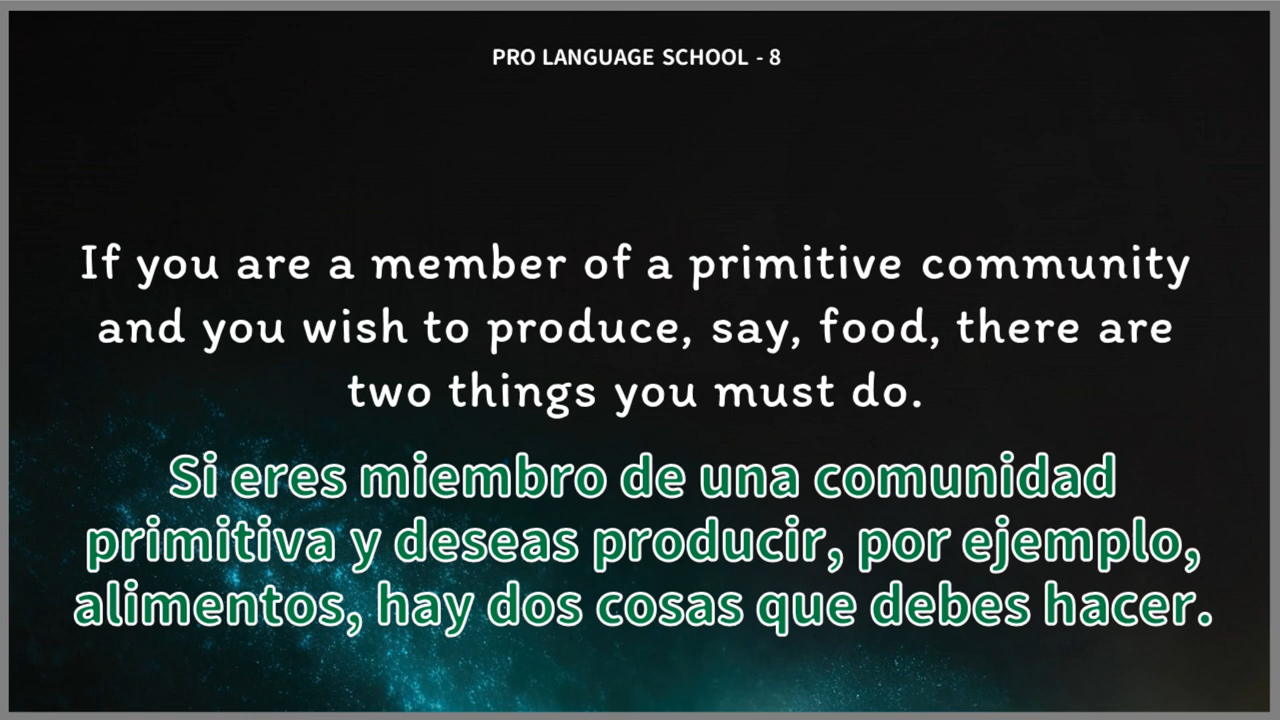 PRO LANGUAGE SCHOOL - 8
If you are a member of a primitive community
and you wish to produce, say, food, there are
two things you must do.
Si eres miembro de una comunidad
primitiva y deseas producir, por ejemplo,
alimentos, hay dos cosas que debes hacer.